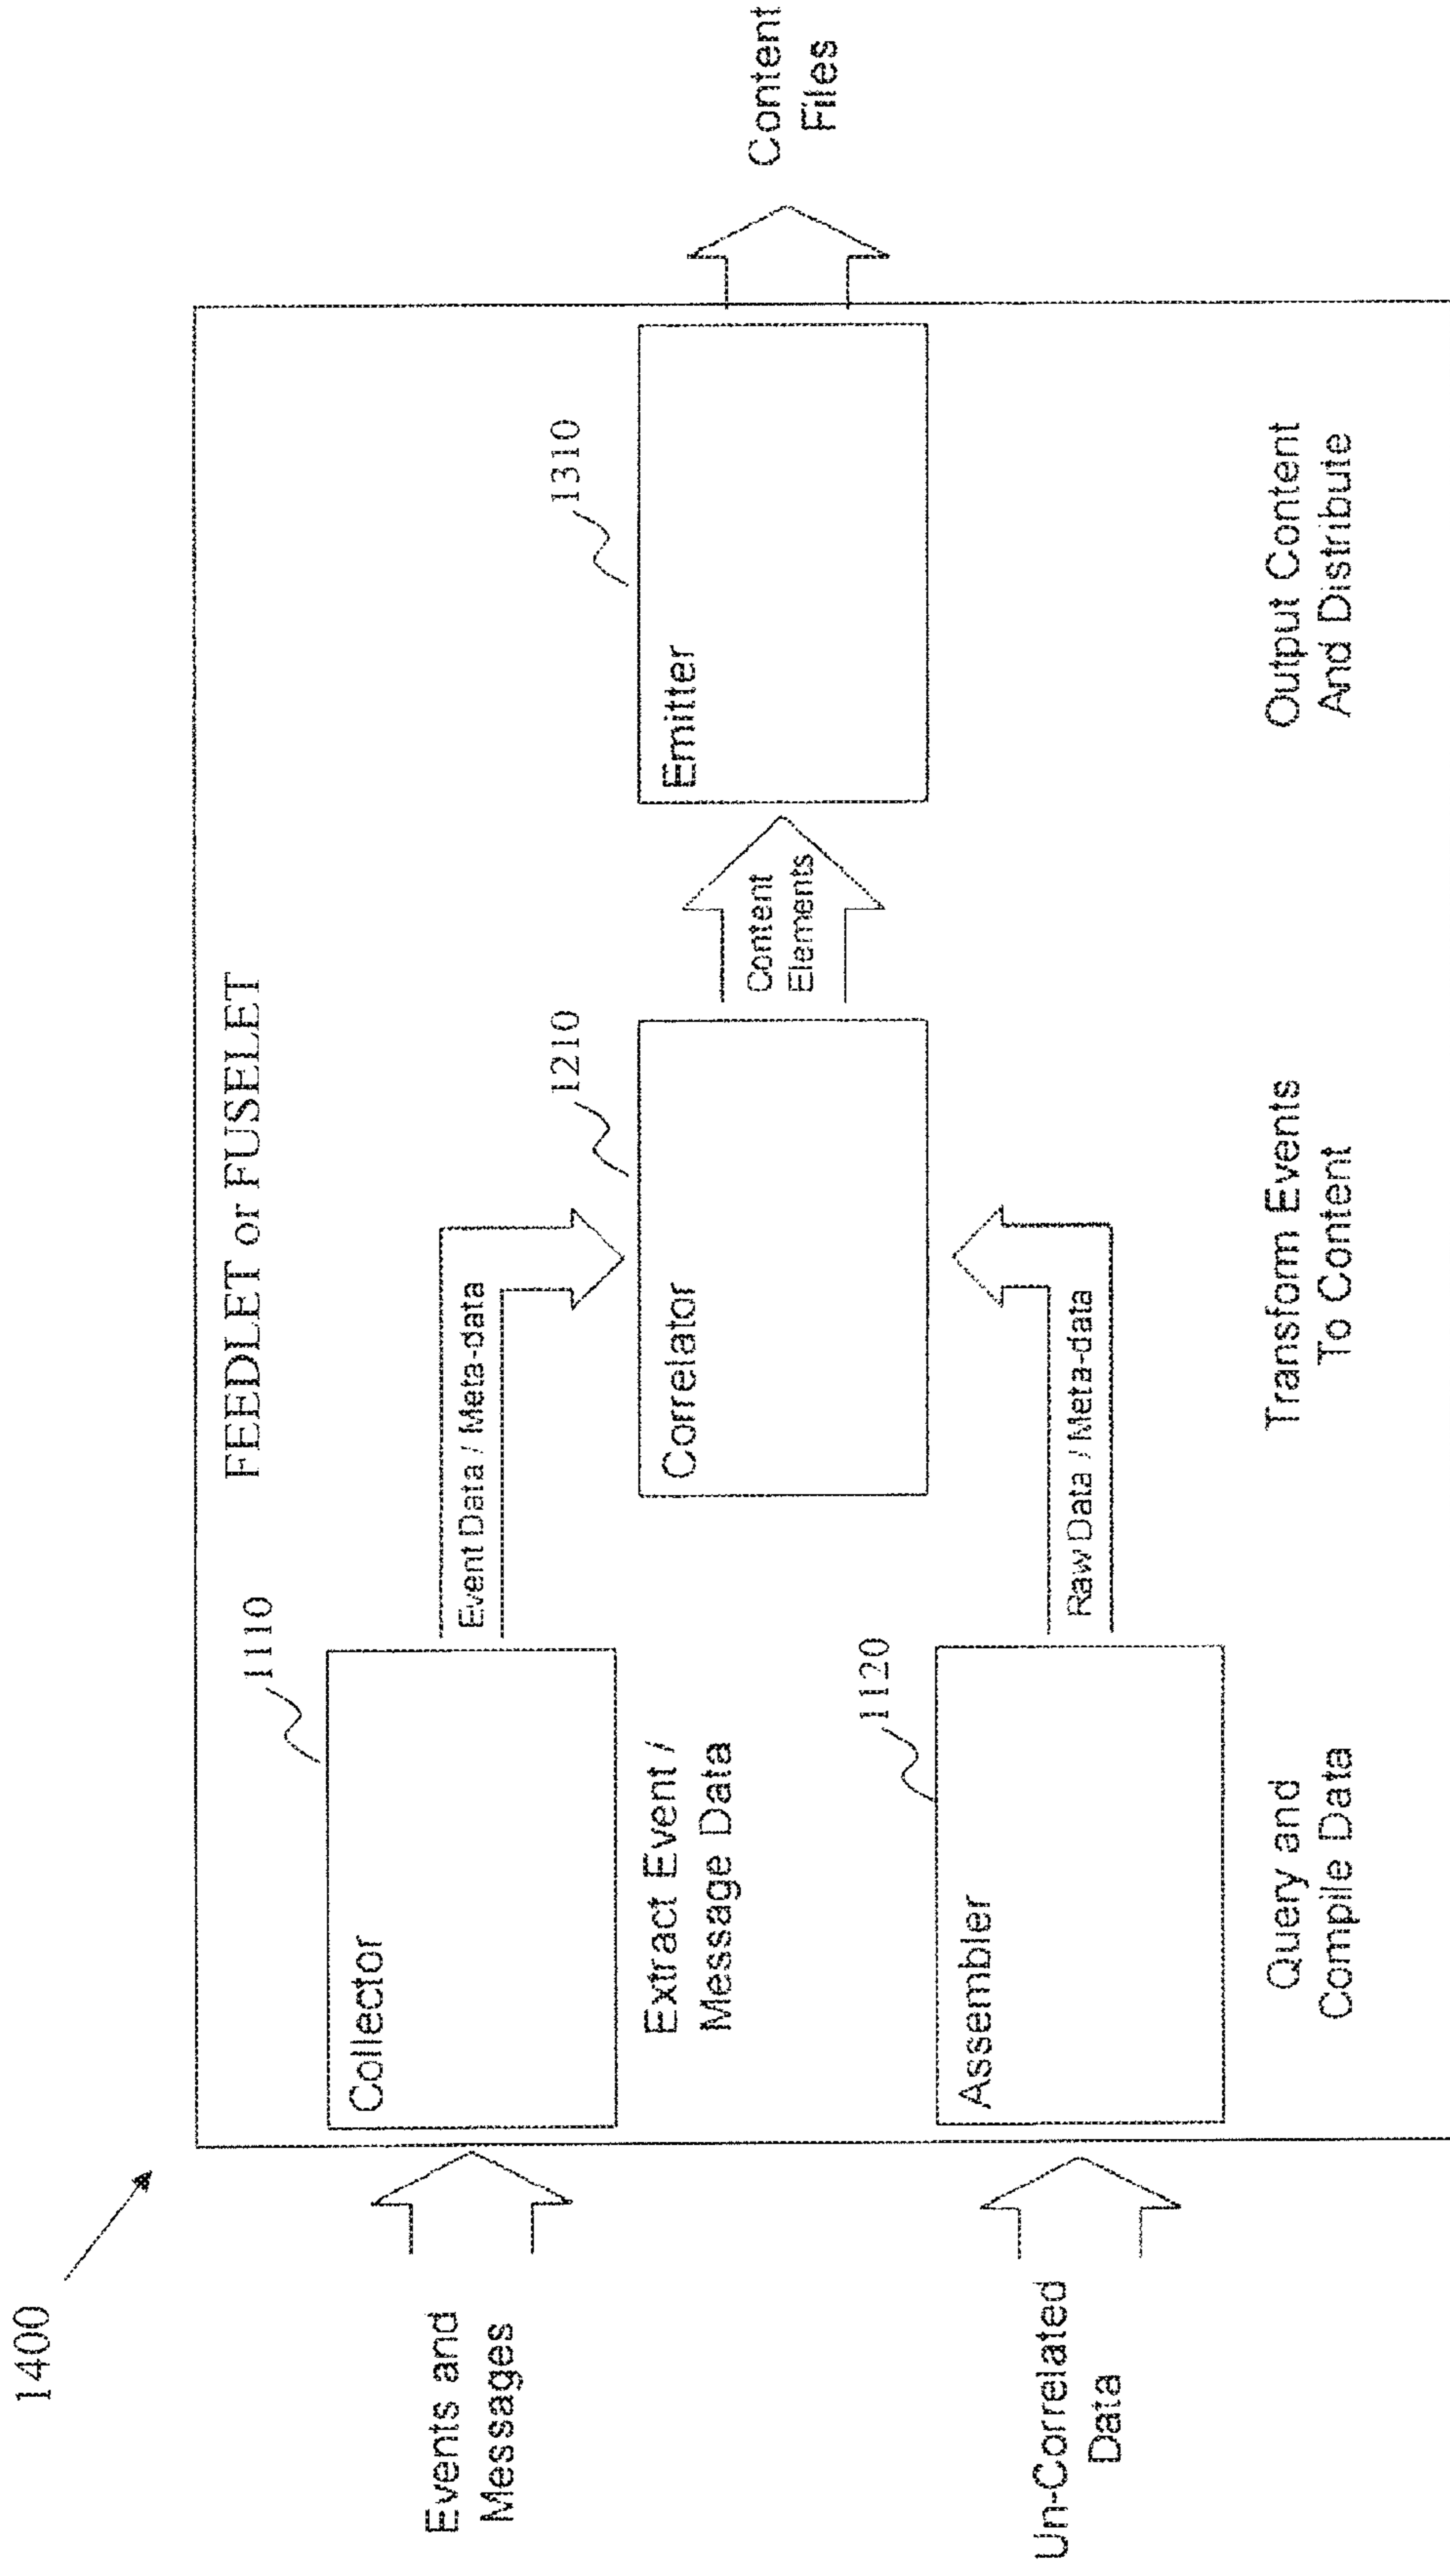 1400
FEEDLET or FUSELET
Events and
Messages
1110
Collector
Extract Event /
Message Data
Event Data / Meta-data
Un-Correlated
Data
1120
Assembler
Query and
Compile Data
Raw Data / Meta-data
1210
Correlator
Transform Events
To Content
Content
Elements
1310
Emitter
Output Content
And Distribute
Content
Files